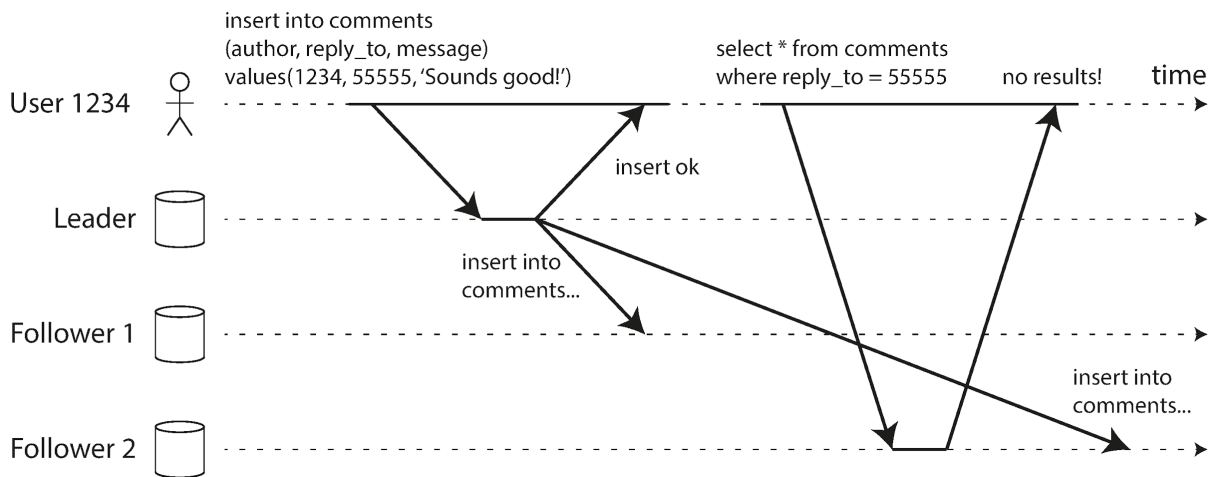 insert into comments
(author, reply_to, message)
values(1234, 55555, ‘Sounds good!’)
select * from comments
where reply_to = 55555
no results!
time
User 1234
insert ok
Leader
insert into
comments...
Follower 1
insert into
comments...
Follower 2